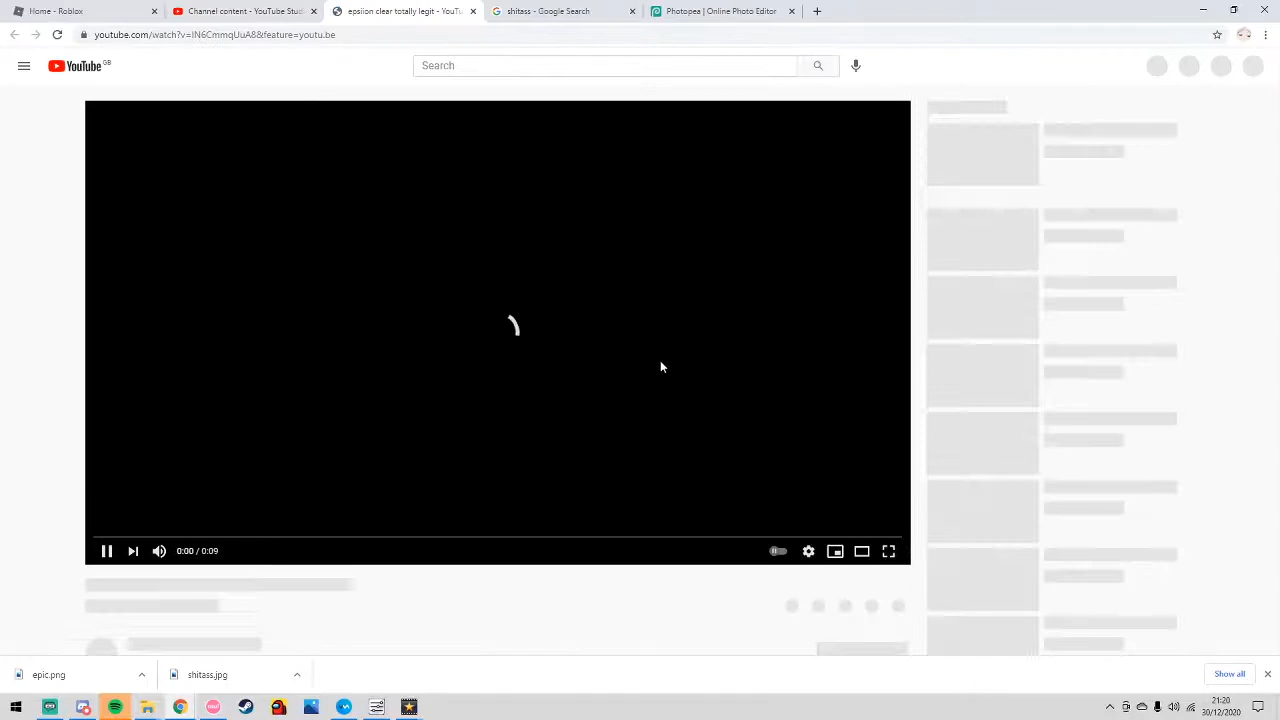 Home - Roblox
Channel content - YouTube Studi
epsilon clear totally legit - YouTu
shitass - Google Search
Photopea | Online Photo Editor
youtube.com/watch?v=IN6CmmqUuA8&feature=youtu.be
YouTube GB
Search
0:00 / 0:09
epic.png
shitass.jpg
Show all
osu!
21:20
30/12/2020